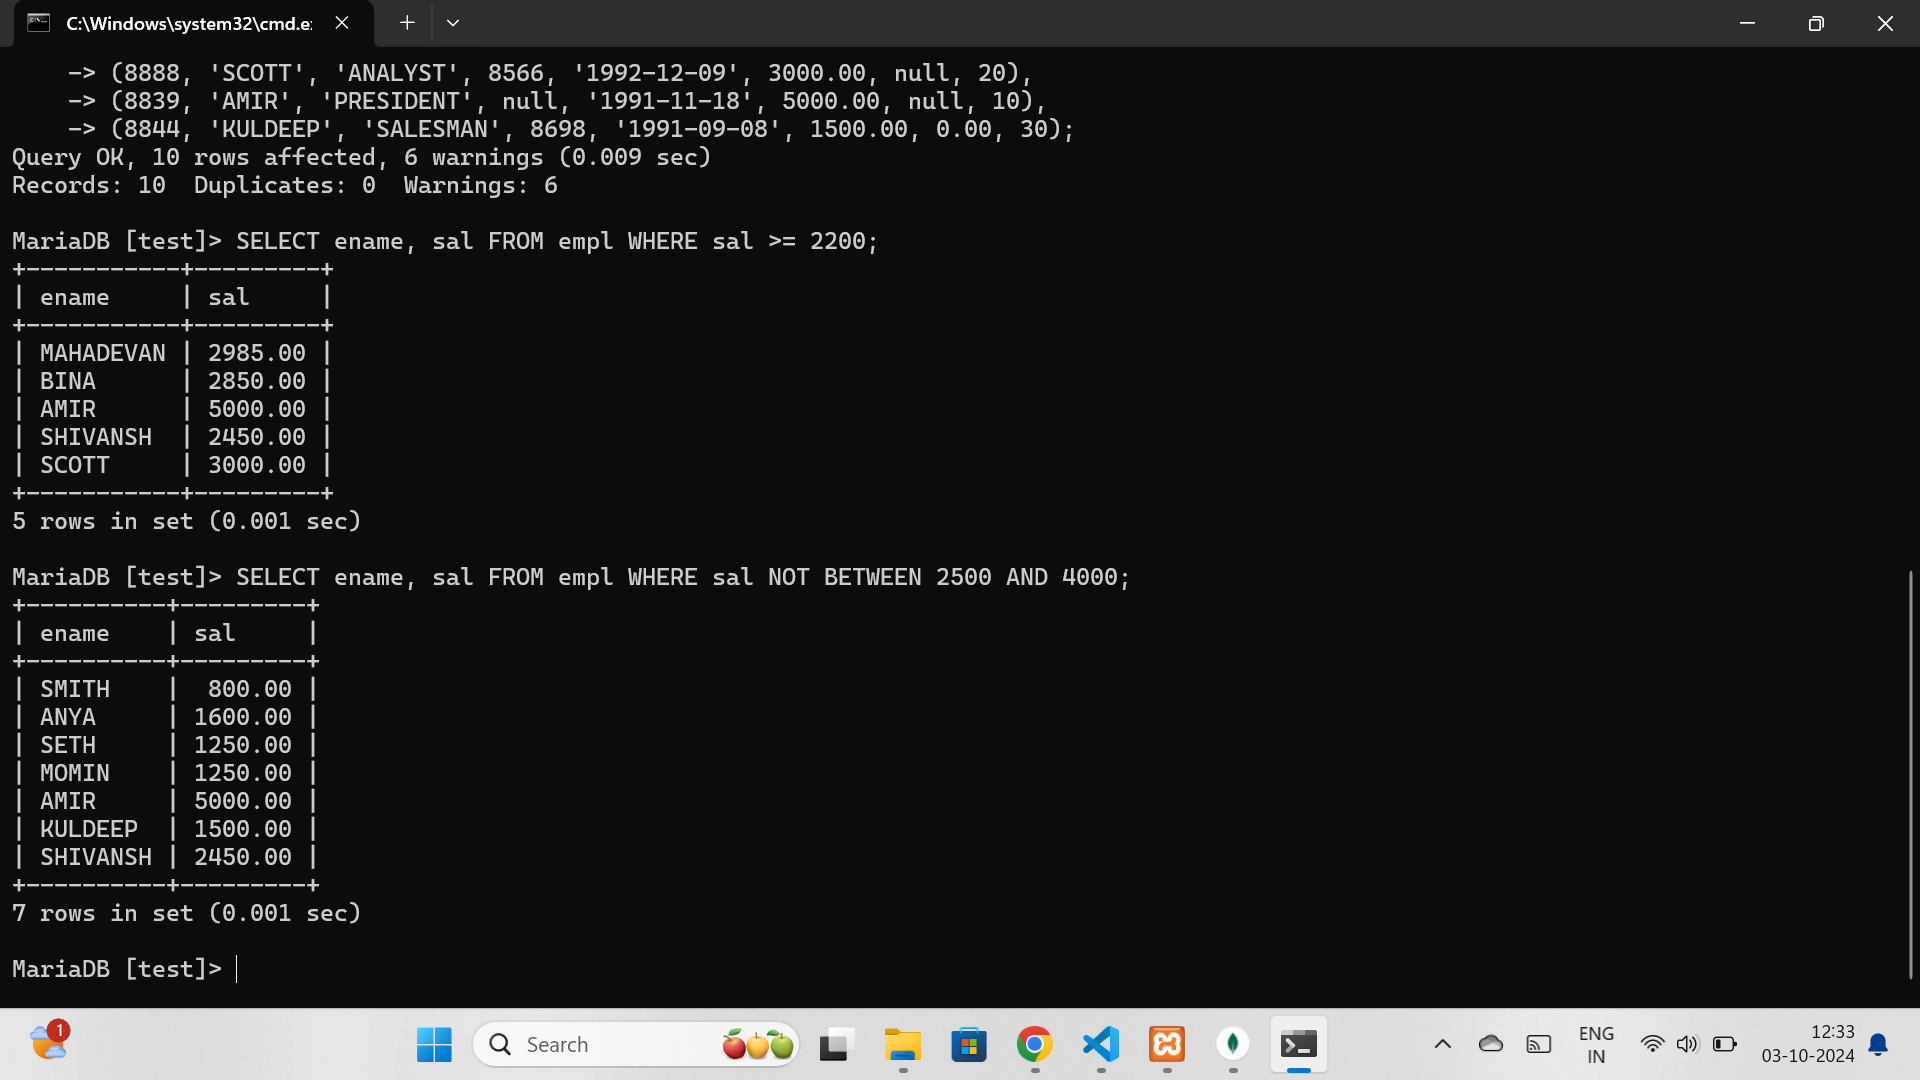 C:\Windows\system32\cmd.e
    -> (8888, 'SCOTT', 'ANALYST', 8566, '1992-12-09', 3000.00, null, 20),
    -> (8839, 'AMIR', 'PRESIDENT', null, '1991-11-18', 5000.00, null, 10),
    -> (8844, 'KULDEEP', 'SALESMAN', 8698, '1991-09-08', 1500.00, 0.00, 30);
Query OK, 10 rows affected, 6 warnings (0.009 sec)
Records: 10  Duplicates: 0  Warnings: 6
MariaDB [test]> SELECT ename, sal FROM empl WHERE sal >= 2200;
+-----------+---------+
| ename     | sal     |
+-----------+---------+
| MAHADEVAN | 2985.00 |
| BINA      | 2850.00 |
| AMIR      | 5000.00 |
| SHIVANSH  | 2450.00 |
| SCOTT     | 3000.00 |
+-----------+---------+
5 rows in set (0.001 sec)
MariaDB [test]> SELECT ename, sal FROM empl WHERE sal NOT BETWEEN 2500 AND 4000;
+----------+---------+
| ename    | sal     |
+----------+---------+
| SMITH    |  800.00 |
| ANYA     | 1600.00 |
| SETH     | 1250.00 |
| MOMIN    | 1250.00 |
| AMIR     | 5000.00 |
| KULDEEP  | 1500.00 |
| SHIVANSH | 2450.00 |
+----------+---------+
7 rows in set (0.001 sec)
MariaDB [test]>
1
Search
ENG
IN
12:33
03-10-2024